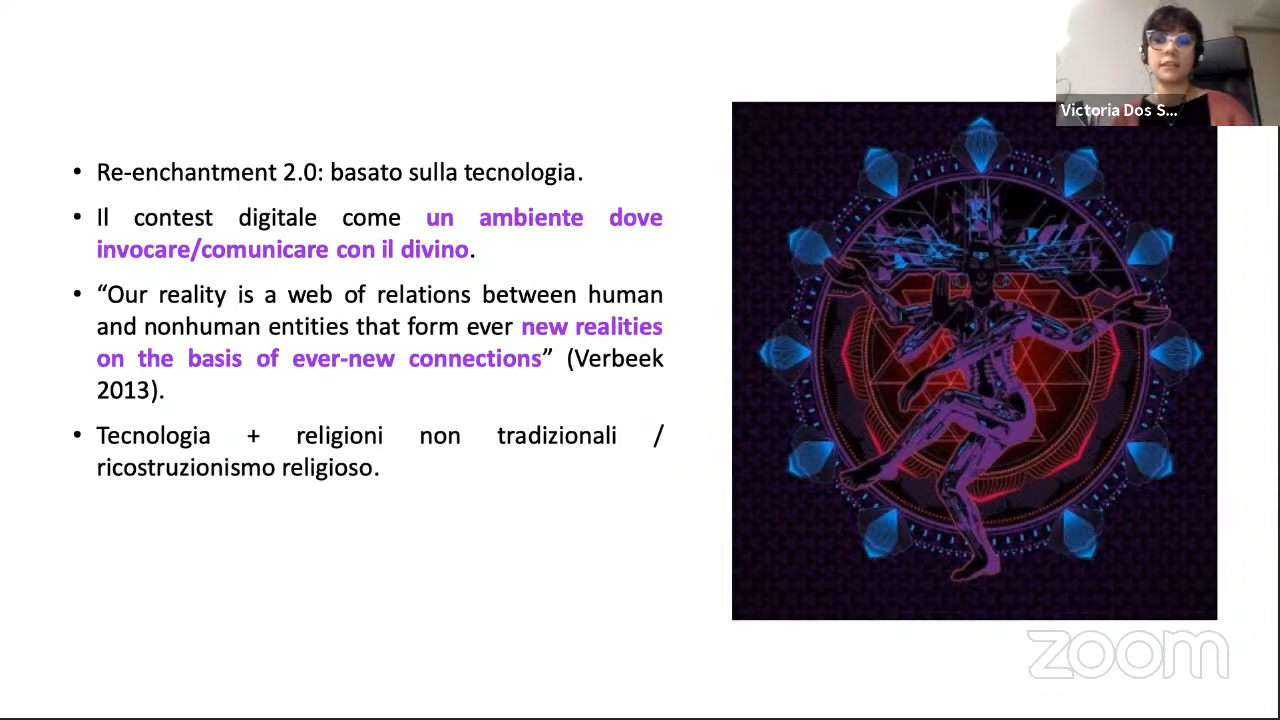 Victoria Dos S...
• Re-enchantment 2.0: basato sulla tecnologia.
• Il contest digitale come un ambiente dove
invocare/comunicare con il divino.
• “Our reality is a web of relations between human
and nonhuman entities that form ever new realities
on the basis of ever-new connections” (Verbeek
2013).
• Tecnologia + religioni non tradizionali /
ricostruzionismo religioso.
zoom